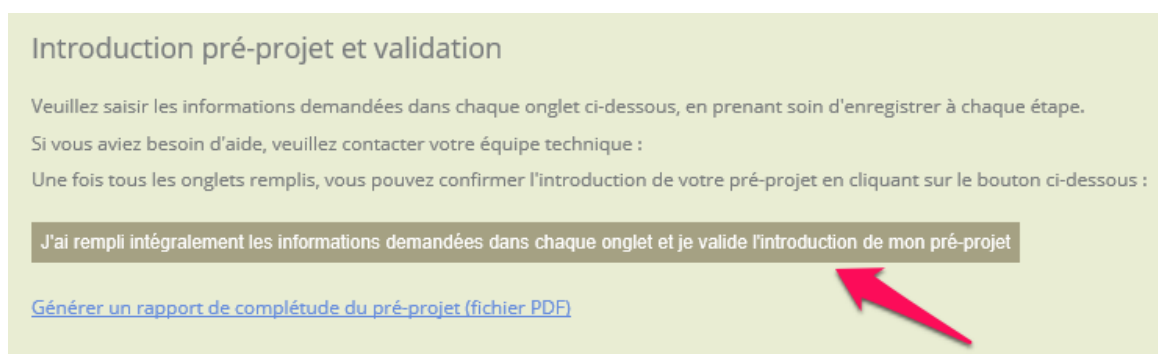 Introduction pré-projet et validation
Veuillez saisir les informations demandées dans chaque onglet ci-dessous, en prenant soin d'enregistrer à chaque étape.
Si vous aviez besoin d'aide, veuillez contacter votre équipe technique :
Une fois tous les onglets remplis, vous pouvez confirmer l'introduction de votre pré-projet en cliquant sur le bouton ci-dessous :
J'ai rempli intégralement les informations demandées dans chaque onglet et je valide l'introduction de mon pré-projet
Générer un rapport de complétude du pré-projet (fichier PDF)